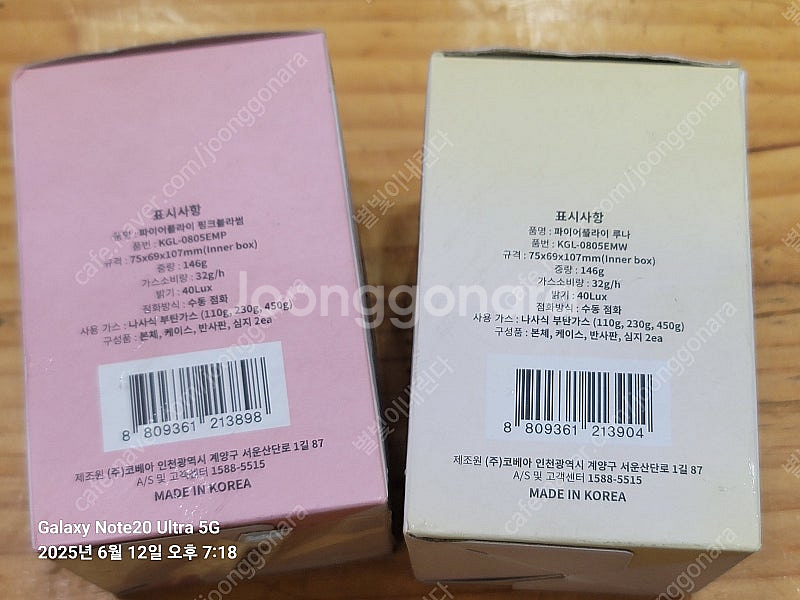 표시사항
품명 : 파이어플라이 핑크블라썸
품번 : KGL-0805EMP
규격 : 75x69x107mm(Inner box)
중량 : 146g
가스소비량 : 32g/h
밝기 : 40Lux
점화방식 : 수동 점화
사용 가스 : 나사식 부탄가스 (110g, 230g, 450g)
구성품 : 본체, 케이스, 반사판, 심지 2ea
8 809361 213898
제조원 (주)코베아 인천광역시 계양구 서운산단로 1길 87
A/S 및 고객센터 1588-5515
MADE IN KOREA
표시사항
품명 : 파이어플라이 루나
품번 : KGL-0805EMW
규격 : 75x69x107mm(Inner box)
중량 : 146g
가스소비량 : 32g/h
밝기 : 40Lux
점화방식 : 수동 점화
사용 가스 : 나사식 부탄가스 (110g, 230g, 450g)
구성품 : 본체, 케이스, 반사판, 심지 2ea
8 809361 213904
제조원 (주)코베아 인천광역시 계양구 서운산단로 1길 87
A/S 및 고객센터 1588-5515
MADE IN KOREA
Joonggonara
cafe.naver.com/joonggonara
별빛이내린다
Galaxy Note20 Ultra 5G
2025년 6월 12일 오후 7:18